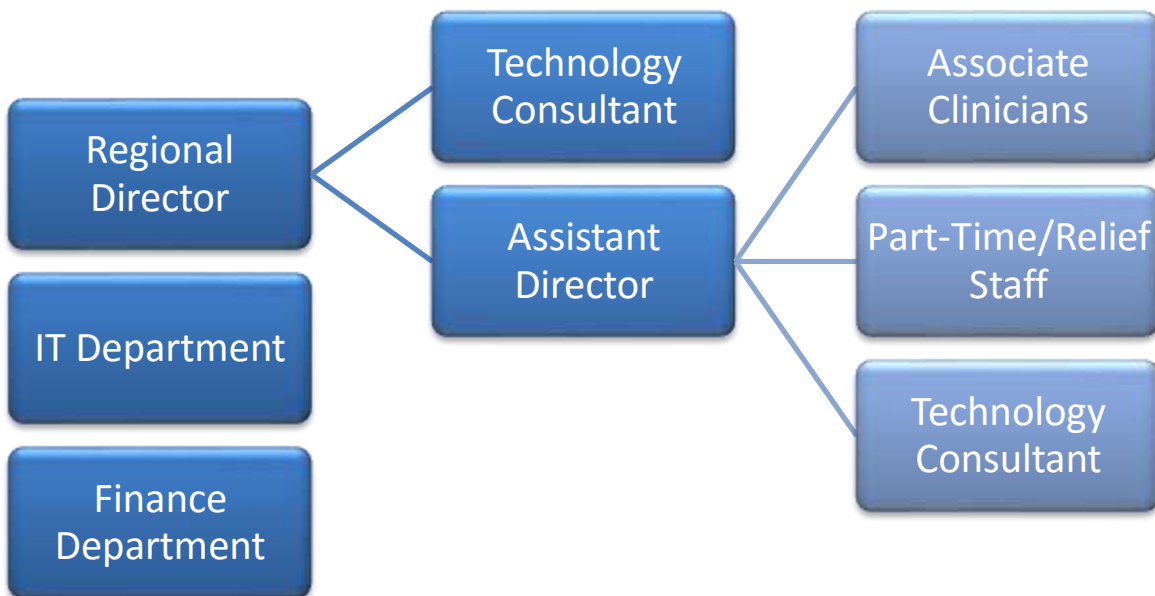 Regional
Director
IT Department
Finance
Department
Technology
Consultant
Assistant
Director
Associate
Clinicians
Part-Time/Relief
Staff
Technology
Consultant